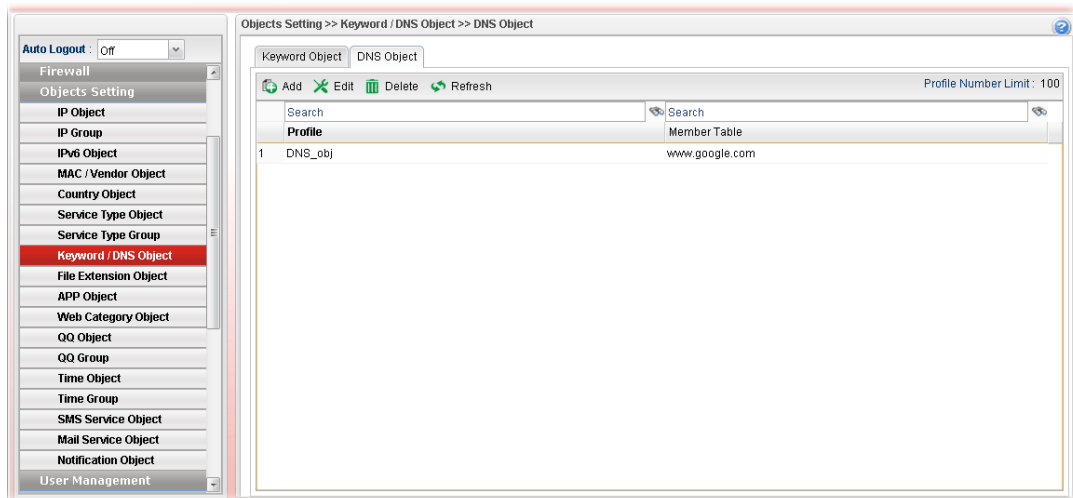 Objects Setting >> Keyword / DNS Object >> DNS Object
Auto Logout : Off
Firewall
Objects Setting
IP Object
IP Group
IPv6 Object
MAC / Vendor Object
Country Object
Service Type Object
Service Type Group
Keyword / DNS Object
File Extension Object
APP Object
Web Category Object
QQ Object
QQ Group
Time Object
Time Group
SMS Service Object
Mail Service Object
Notification Object
User Management
Keyword Object DNS Object
Add Edit Delete Refresh Profile Number Limit : 100
Search Search
Profile Member Table
1 DNS_obj www.google.com